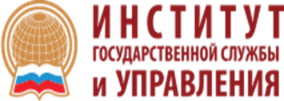 ИНСТИТУТ
ГОСУДАРСТВЕННОЙ СЛУЖБЫ
и УПРАВЛЕНИЯ